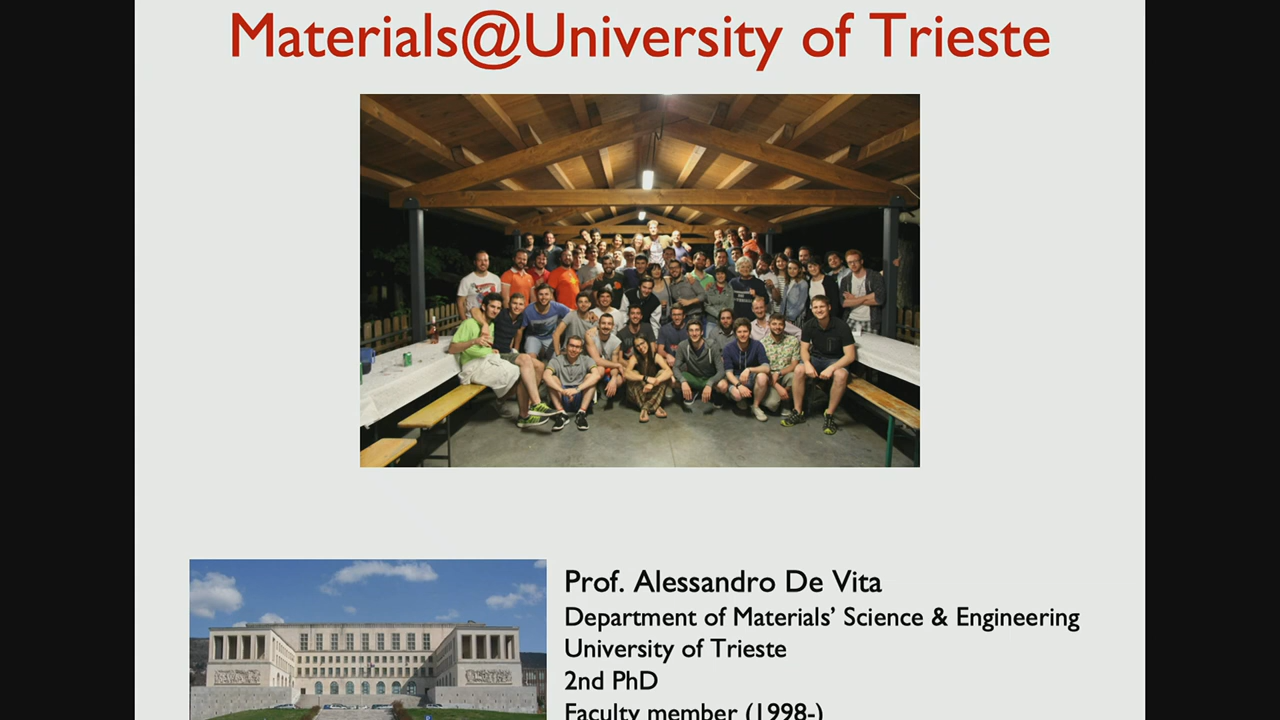 Materials@University of Trieste
Prof. Alessandro De Vita
Department of Materials’ Science & Engineering
University of Trieste
2nd PhD
Faculty member (1998-)